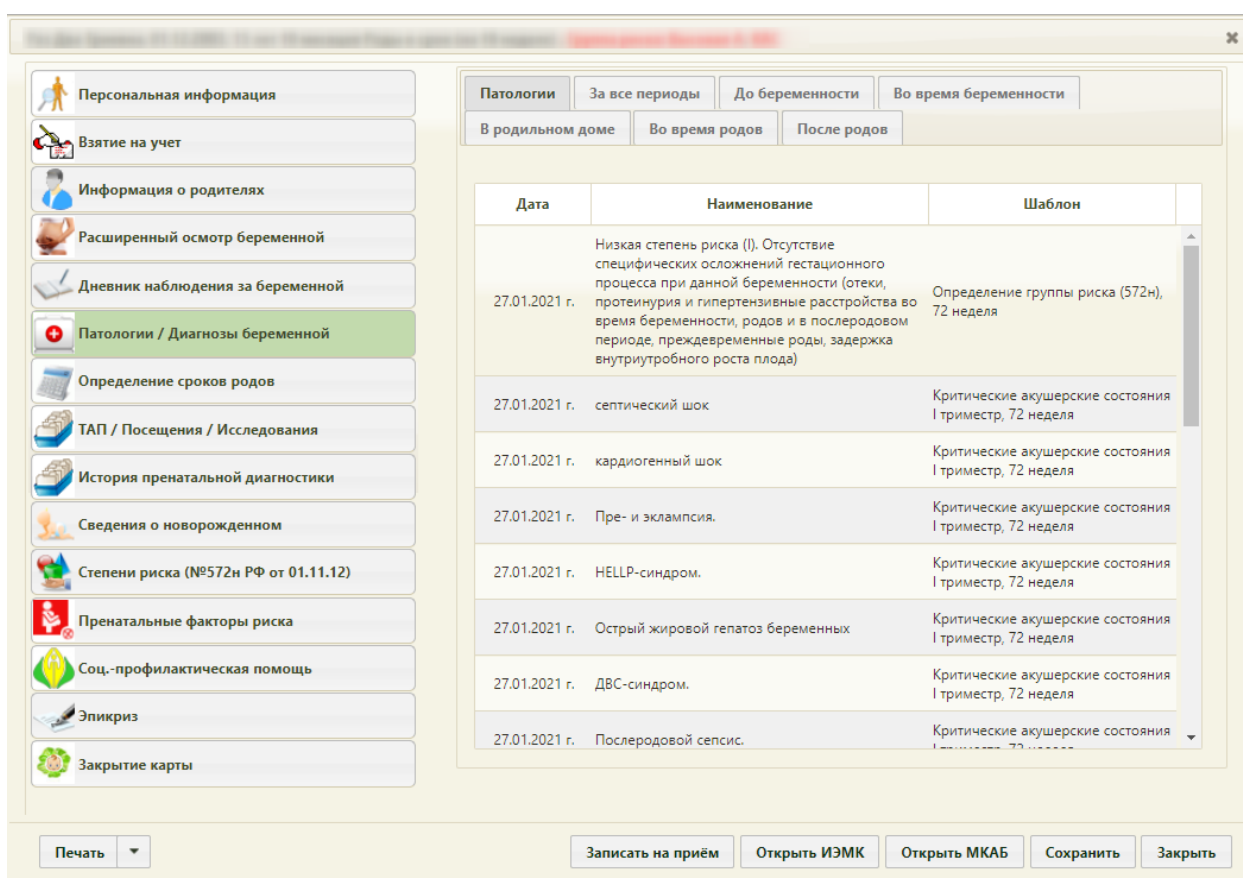 Персональная информация
Взятие на учет
Информация о родителях
Расширенный осмотр беременной
Дневник наблюдения за беременной
Патологии / Диагнозы беременной
Определение сроков родов
ТАП / Посещения / Исследования
История пренатальной диагностики
Сведения о новорожденном
Степени риска (№572н РФ от 01.11.12)
Пренатальные факторы риска
Соц.-профилактическая помощь
Эпикриз
Закрытие карты
Патологии За все периоды До беременности Во время беременности
В родильном доме Во время родов После родов
Дата Наименование Шаблон
Низкая степень риска (I). Отсутствие
специфических осложнений гестационного
процесса при данной беременности (отеки,
27.01.2021 г. протеинурия и гипертензивные расстройства во
время беременности, родов и в послеродовом
периоде, преждевременные роды, задержка
внутриутробного роста плода)
Определение группы риска (572н),
72 неделя
27.01.2021 г. септический шок
Критические акушерские состояния
I триместр, 72 неделя
27.01.2021 г. кардиогенный шок
Критические акушерские состояния
I триместр, 72 неделя
27.01.2021 г. Пре- и эклампсия.
Критические акушерские состояния
I триместр, 72 неделя
27.01.2021 г. HELLP-синдром.
Критические акушерские состояния
I триместр, 72 неделя
27.01.2021 г. Острый жировой гепатоз беременных
Критические акушерские состояния
I триместр, 72 неделя
27.01.2021 г. ДВС-синдром.
Критические акушерские состояния
I триместр, 72 неделя
27.01.2021 г. Послеродовой сепсис.
Критические акушерские состояния
Печать Записать на приём Открыть ИЭМК Открыть МКАБ Сохранить Закрыть